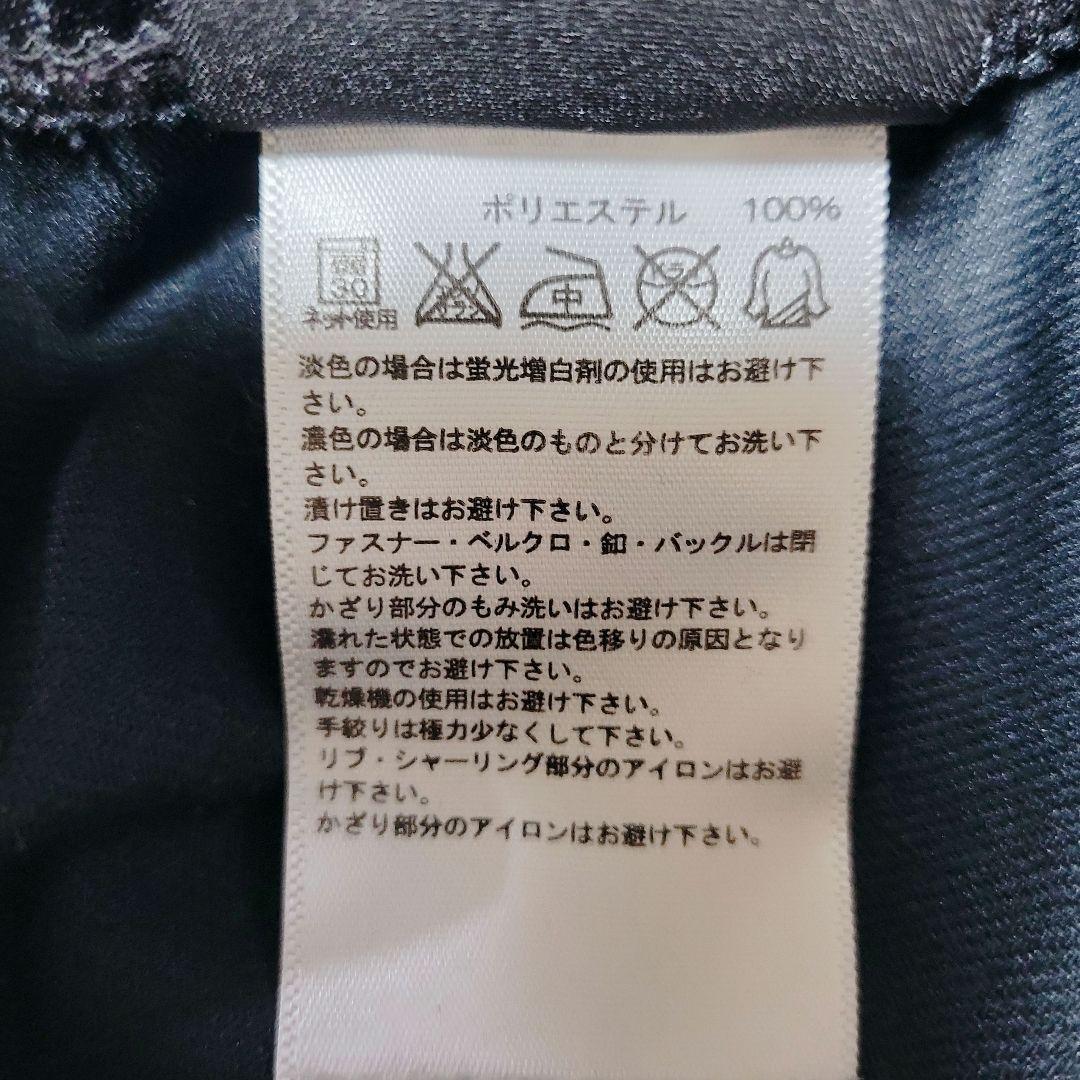 ポリエステル 100%
弱 30 エンソ サラシ 中 ドライ
ネット使用
淡色の場合は蛍光増白剤の使用はお避け下
さい。
濃色の場合は淡色のものと分けてお洗い下
さい。
漬け置きはお避け下さい。
ファスナー・ベルクロ・釦・バックルは閉
じてお洗い下さい。
かざり部分のもみ洗いはお避け下さい。
濡れた状態での放置は色移りの原因となり
ますのでお避け下さい。
乾燥機の使用はお避け下さい。
手絞りは極力少なくして下さい。
リブ・シャーリング部分のアイロンはお避
け下さい。
かざり部分のアイロンはお避け下さい。